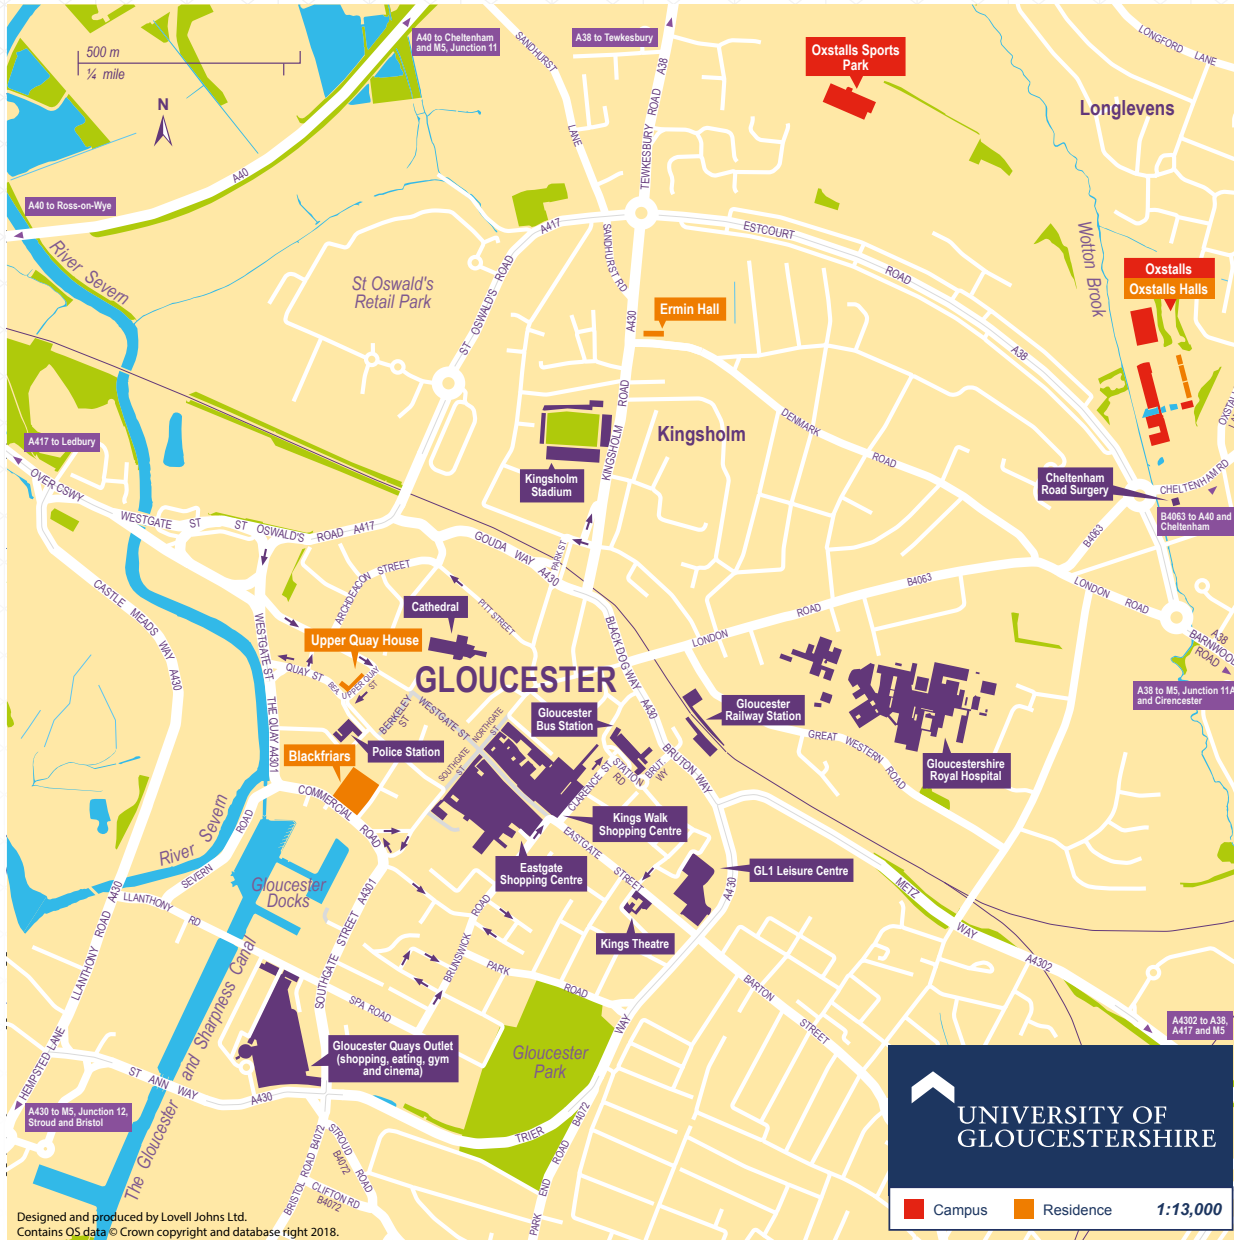 500 m
¼ mile
N
A40 to Cheltenham
and M5, Junction 11
SANDHURST
LANE
A38 to Tewkesbury
TEWKESBURY ROAD A38
Oxstalls Sports
Park
LONGFORD LANE
Longlevens
A40
A40 to Ross-on-Wye
River Severn
A417
SANDHURST RD
ESTCOURT
ROAD
A38
Wotton Brook
Oxstalls
Oxstalls Halls
St Oswald's
Retail Park
ST OSWALD'S ROAD
A430
Ermin Hall
KINGSHOLM ROAD
Kingsholm
DENMARK
ROAD
Kingsholm
Stadium
A417 to Ledbury
OVER CSWY
WESTGATE ST
ST OSWALD'S ROAD A417
Cheltenham
Road Surgery
CHELTENHAM RD
B4063 to A40 and
Cheltenham
B4063
GOUDA WAY A430
PARK ST
ARCHDEACON STREET
PITT STREET
CASTLE MEADS WAY A430
Cathedral
BLACK DOG WAY A430
LONDON
ROAD
B4063
LONDON ROAD
A38
BARNWOOD
ROAD
A38 to M5, Junction 11A
and Cirencester
WESTGATE ST
THE QUAY A4301
Upper Quay House
QUAY ST
UPPER QUAY
ST
GLOUCESTER
BERKELEY
ST
WESTGATE ST
NORTHGATE
ST
SOUTHGATE
ST
Police Station
Blackfriars
Gloucester
Bus Station
Gloucester
Railway Station
GREAT WESTERN ROAD
Gloucestershire
Royal Hospital
CLARENCE ST
STATION
RD
BRUT.
WY
BRUTON WAY
COMMERCIAL ROAD
Kings Walk
Shopping Centre
Eastgate
Shopping Centre
EASTGATE
STREET
GL1 Leisure Centre
Kings Theatre
A430
METZ
WAY
A4302
River Severn
SEVERN
ROAD
Gloucester
Docks
LLANTHONY
RD
LLANTHONY ROAD A430
SOUTHGATE STREET A4301
BRUNSWICK
ROAD
PARK
ROAD
SPA ROAD
BARTON
STREET
The Gloucester and Sharpness Canal
HEMPSTED LANE
Gloucester Quays Outlet
(shopping, eating, gym
and cinema)
Gloucester
Park
WAY
A4302 to A38,
A417 and M5
ST ANN WAY
A430
A430 to M5, Junction 12,
Stroud and Bristol
TRIER
BRISTOL ROAD B4072
STROUD ROAD
B4072
CLIFTON RD
B4072
PARK END ROAD B4072
UNIVERSITY OF
GLOUCESTERSHIRE
Campus
Residence
1:13,000
Designed and produced by Lovell Johns Ltd.
Contains OS data © Crown copyright and database right 2018.